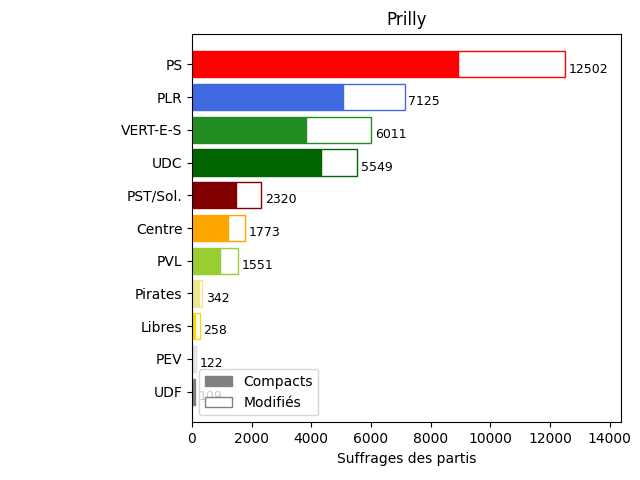 Prilly
PS 12502
PLR 7125
VERT-E-S 6011
UDC 5549
PST/Sol. 2320
Centre 1773
PVL 1551
Pirates 342
Libres 258
PEV 122
UDF 109
Compacts
Modifiés
0 2000 4000 6000 8000 10000 12000 14000
Suffrages des partis